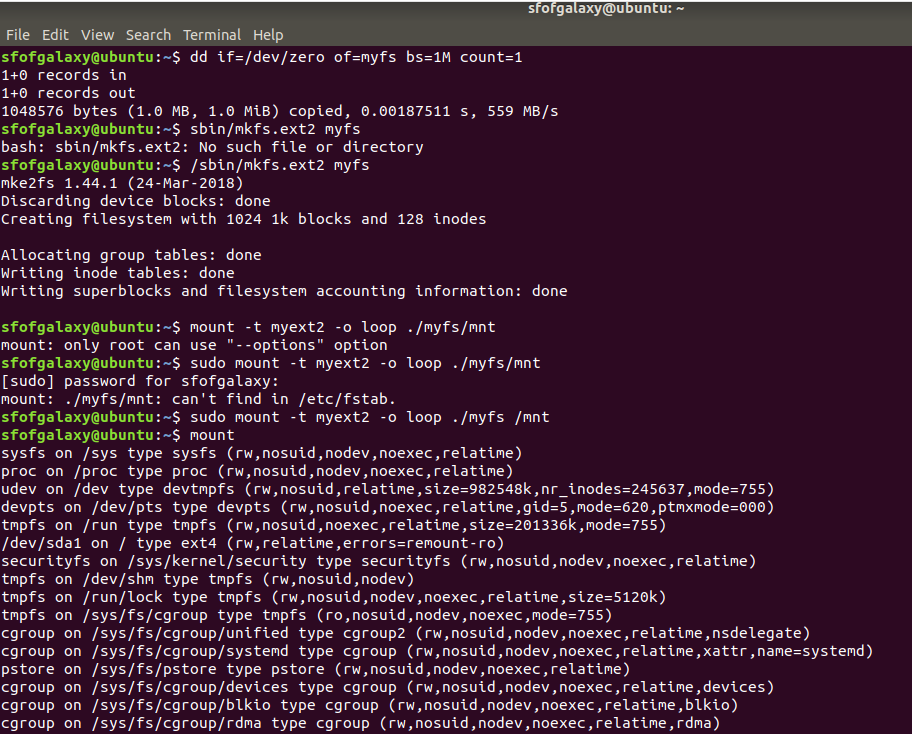 sfofgalaxy@ubuntu: ~
File Edit View Search Terminal Help
sfofgalaxy@ubuntu:~$ dd if=/dev/zero of=myfs bs=1M count=1
1+0 records in
1+0 records out
1048576 bytes (1.0 MB, 1.0 MiB) copied, 0.00187511 s, 559 MB/s
sfofgalaxy@ubuntu:~$ sbin/mkfs.ext2 myfs
bash: sbin/mkfs.ext2: No such file or directory
sfofgalaxy@ubuntu:~$ /sbin/mkfs.ext2 myfs
mke2fs 1.44.1 (24-Mar-2018)
Discarding device blocks: done
Creating filesystem with 1024 1k blocks and 128 inodes
Allocating group tables: done
Writing inode tables: done
Writing superblocks and filesystem accounting information: done
sfofgalaxy@ubuntu:~$ mount -t myext2 -o loop ./myfs/mnt
mount: only root can use "--options" option
sfofgalaxy@ubuntu:~$ sudo mount -t myext2 -o loop ./myfs/mnt
[sudo] password for sfofgalaxy:
mount: ./myfs/mnt: can't find in /etc/fstab.
sfofgalaxy@ubuntu:~$ sudo mount -t myext2 -o loop ./myfs /mnt
sfofgalaxy@ubuntu:~$ mount
sysfs on /sys type sysfs (rw,nosuid,nodev,noexec,relatime)
proc on /proc type proc (rw,nosuid,nodev,noexec,relatime)
udev on /dev type devtmpfs (rw,nosuid,relatime,size=982548k,nr_inodes=245637,mode=755)
devpts on /dev/pts type devpts (rw,nosuid,noexec,relatime,gid=5,mode=620,ptmxmode=000)
tmpfs on /run type tmpfs (rw,nosuid,noexec,relatime,size=201336k,mode=755)
/dev/sda1 on / type ext4 (rw,relatime,errors=remount-ro)
securityfs on /sys/kernel/security type securityfs (rw,nosuid,nodev,noexec,relatime)
tmpfs on /dev/shm type tmpfs (rw,nosuid,nodev)
tmpfs on /run/lock type tmpfs (rw,nosuid,nodev,noexec,relatime,size=5120k)
tmpfs on /sys/fs/cgroup type tmpfs (ro,nosuid,nodev,noexec,mode=755)
cgroup on /sys/fs/cgroup/unified type cgroup2 (rw,nosuid,nodev,noexec,relatime,nsdelegate)
cgroup on /sys/fs/cgroup/systemd type cgroup (rw,nosuid,nodev,noexec,relatime,xattr,name=systemd)
pstore on /sys/fs/pstore type pstore (rw,nosuid,nodev,noexec,relatime)
cgroup on /sys/fs/cgroup/devices type cgroup (rw,nosuid,nodev,noexec,relatime,devices)
cgroup on /sys/fs/cgroup/blkio type cgroup (rw,nosuid,nodev,noexec,relatime,blkio)
cgroup on /sys/fs/cgroup/rdma type cgroup (rw,nosuid,nodev,noexec,relatime,rdma)